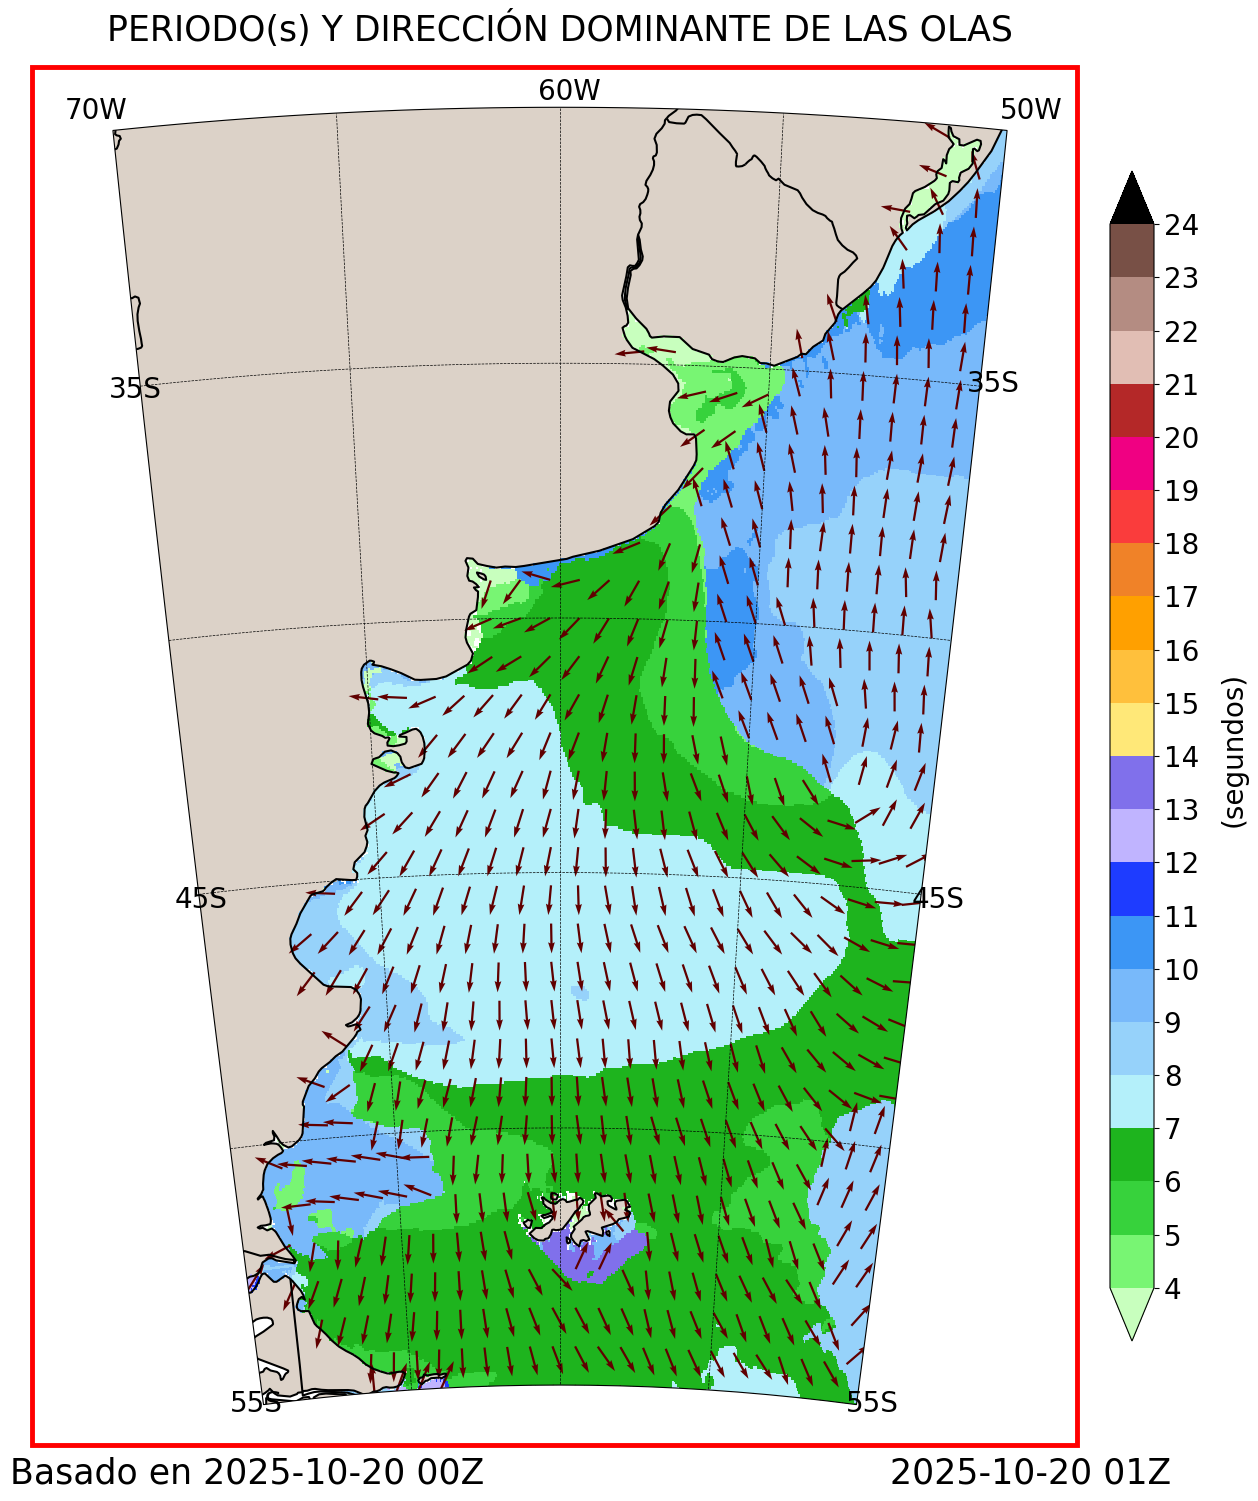 PERIODO(s) Y DIRECCIÓN DOMINANTE DE LAS OLAS
70W
60W
50W
35S
35S
45S
45S
55S
55S
24
23
22
21
20
19
18
17
16
15
14
13
12
11
10
9
8
7
6
5
4
(segundos)
Basado en 2025-10-20 00Z
2025-10-20 01Z